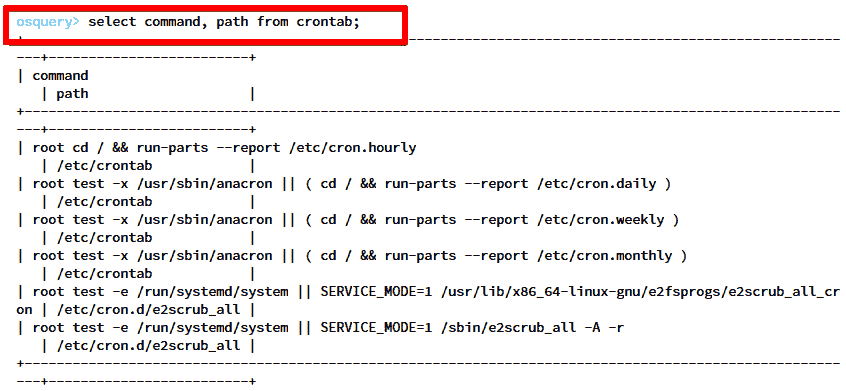 osquery> select command, path from crontab;
+---------------------------------------------------------------------------------------------------------
---+-------------------------+
| command
   | path                    |
+---------------------------------------------------------------------------------------------------------
---+-------------------------+
| root cd / && run-parts --report /etc/cron.hourly
   | /etc/crontab            |
| root test -x /usr/sbin/anacron || ( cd / && run-parts --report /etc/cron.daily )
   | /etc/crontab            |
| root test -x /usr/sbin/anacron || ( cd / && run-parts --report /etc/cron.weekly )
   | /etc/crontab            |
| root test -x /usr/sbin/anacron || ( cd / && run-parts --report /etc/cron.monthly )
   | /etc/crontab            |
| root test -e /run/systemd/system || SERVICE_MODE=1 /usr/lib/x86_64-linux-gnu/e2fsprogs/e2scrub_all_cr
on | /etc/cron.d/e2scrub_all |
| root test -e /run/systemd/system || SERVICE_MODE=1 /sbin/e2scrub_all -A -r
   | /etc/cron.d/e2scrub_all |
+---------------------------------------------------------------------------------------------------------
---+-------------------------+